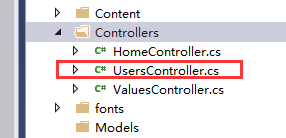 Content
Controllers
C# HomeController.cs
C# UsersController.cs
C# ValuesController.cs
fonts
Models